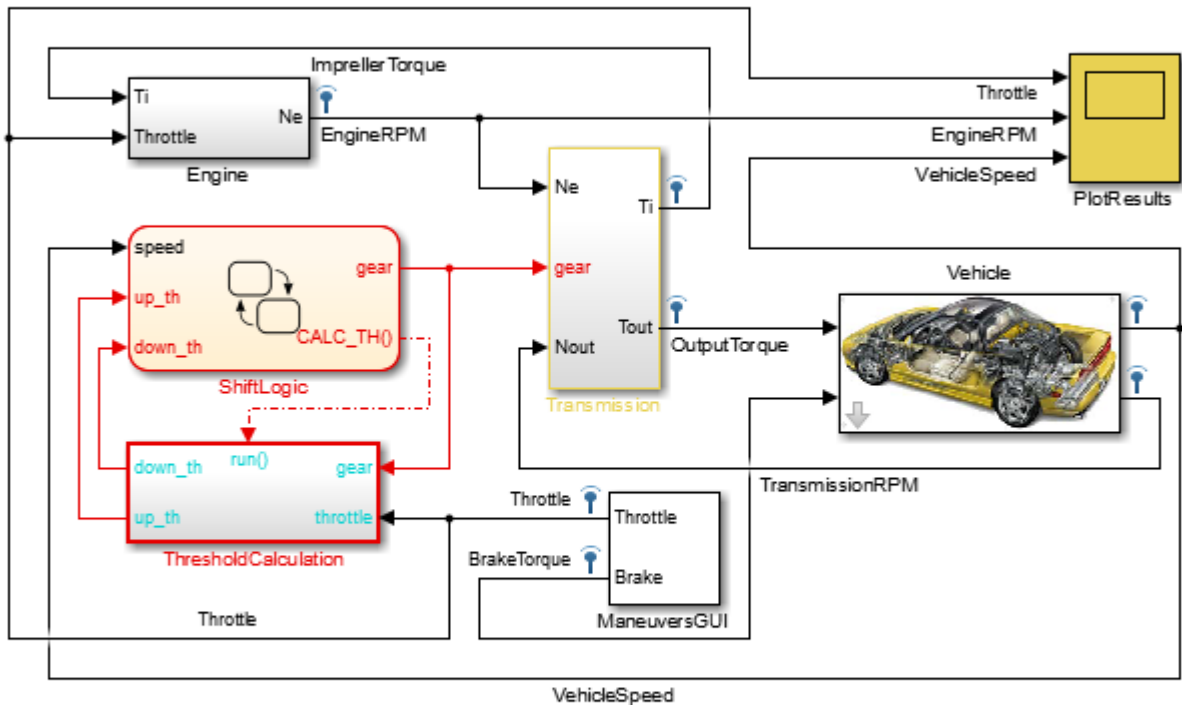 ImprellerTorque
Ti
Throttle
Ne
EngineRPM
Engine
Throttle
EngineRPM
VehicleSpeed
PlotResults
Ne
Ti
gear
Tout
Nout
Transmission
OutputTorque
speed
up_th
down_th
gear
CALC_TH()
ShiftLogic
Vehicle
down_th
run()
gear
up_th
throttle
ThresholdCalculation
TransmissionRPM
Throttle
Throttle
BrakeTorque
Brake
ManeuversGUI
Throttle
VehicleSpeed